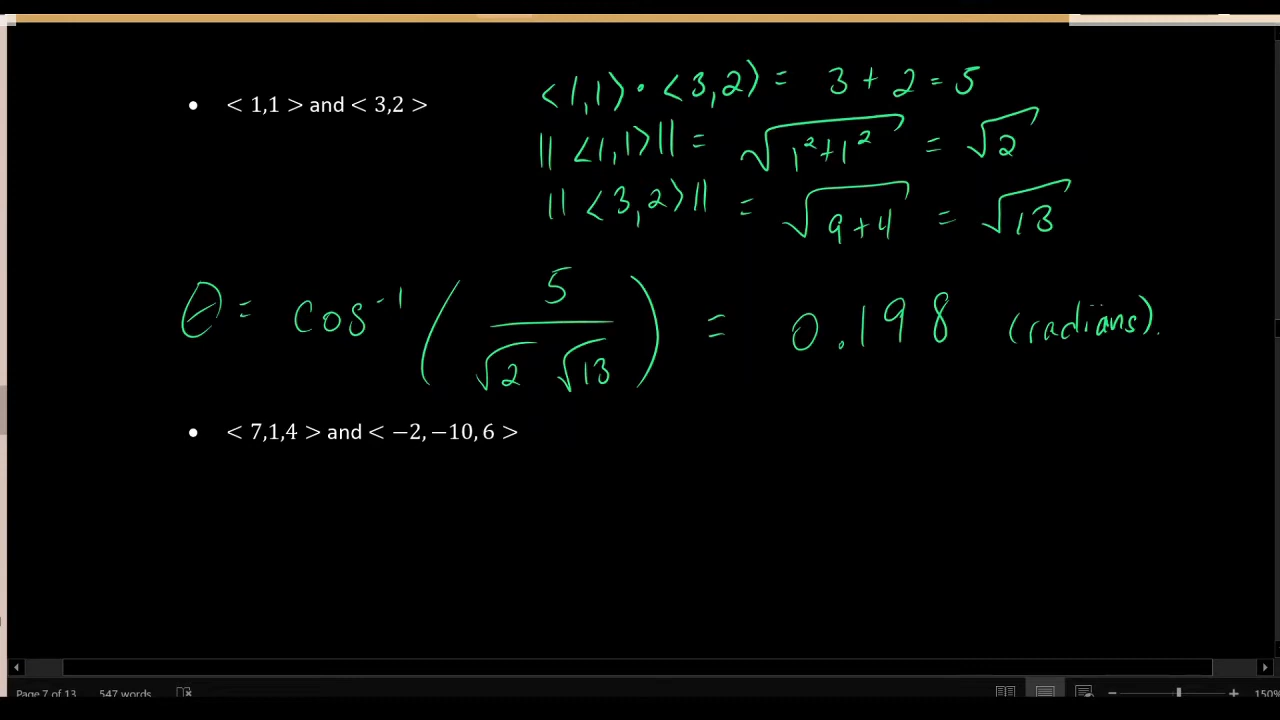 <1,1>·<3,2> = 3+2=5
• < 1,1 > and < 3,2 >
||<1,1>|| = √(1²+1²) = √2
||<3,2>|| = √(9+4) = √13
θ = cos⁻¹(5/(√2 √13)) = 0.198 (radians).
• < 7,1,4 > and < −2,−10, 6 >
Page 7 of 13 547 words 150%